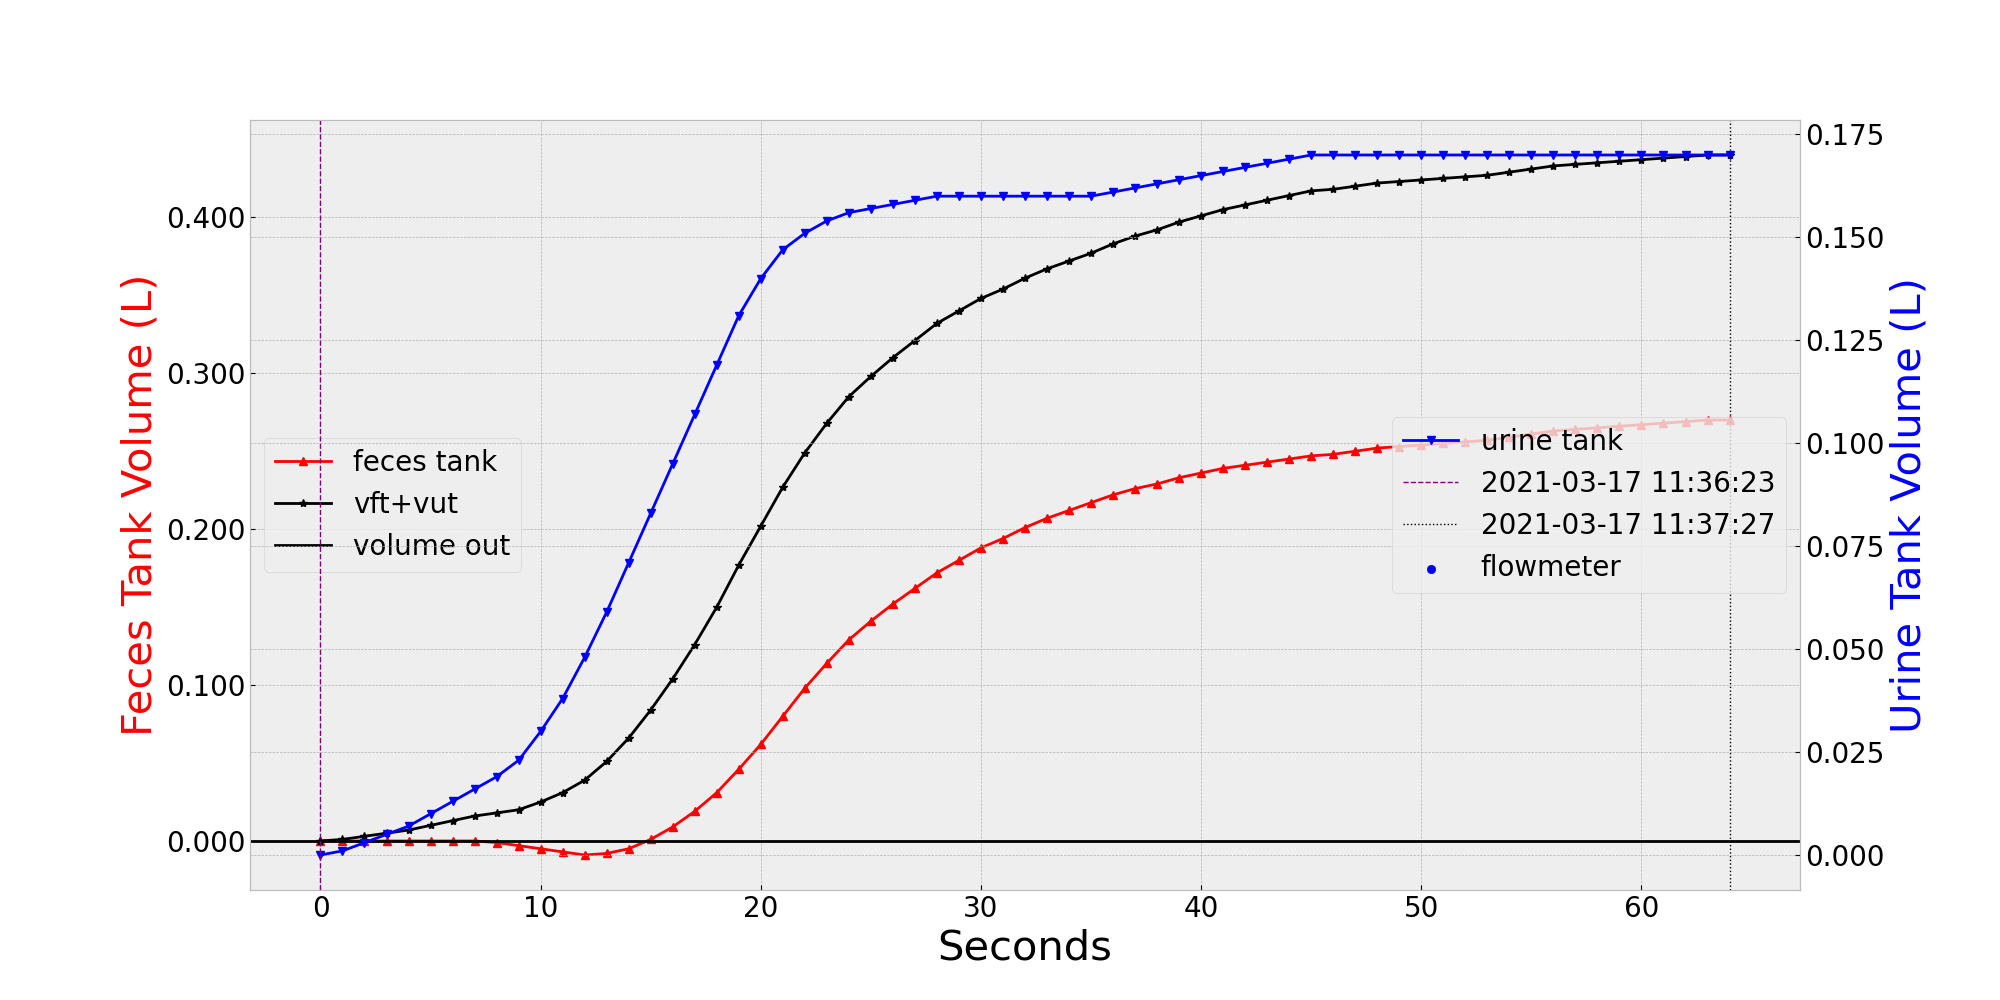 Feces Tank Volume (L)
0.400
0.300
0.200
0.100
0.000
feces tank
vft+vut
volume out
0.175
0.150
0.125
0.100
0.075
0.050
0.025
0.000
Urine Tank Volume (L)
urine tank
2021-03-17 11:36:23
2021-03-17 11:37:27
flowmeter
0 10 20 30 40 50 60
Seconds